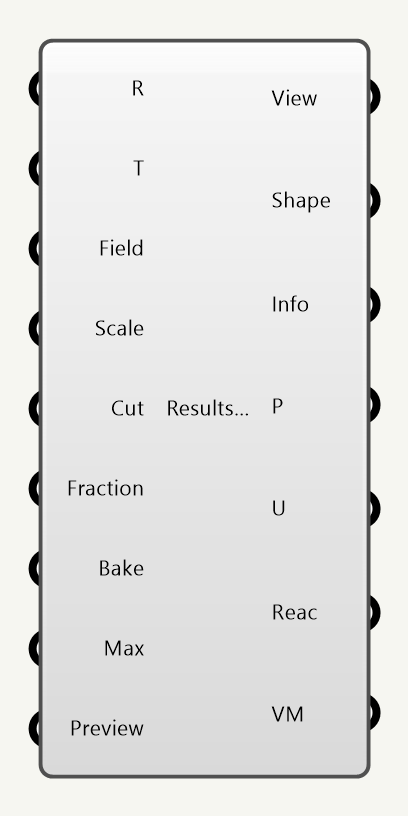 R
T
Field
Scale
Cut
Fraction
Bake
Max
Preview
Results...
View
Shape
Info
P
U
Reac
VM